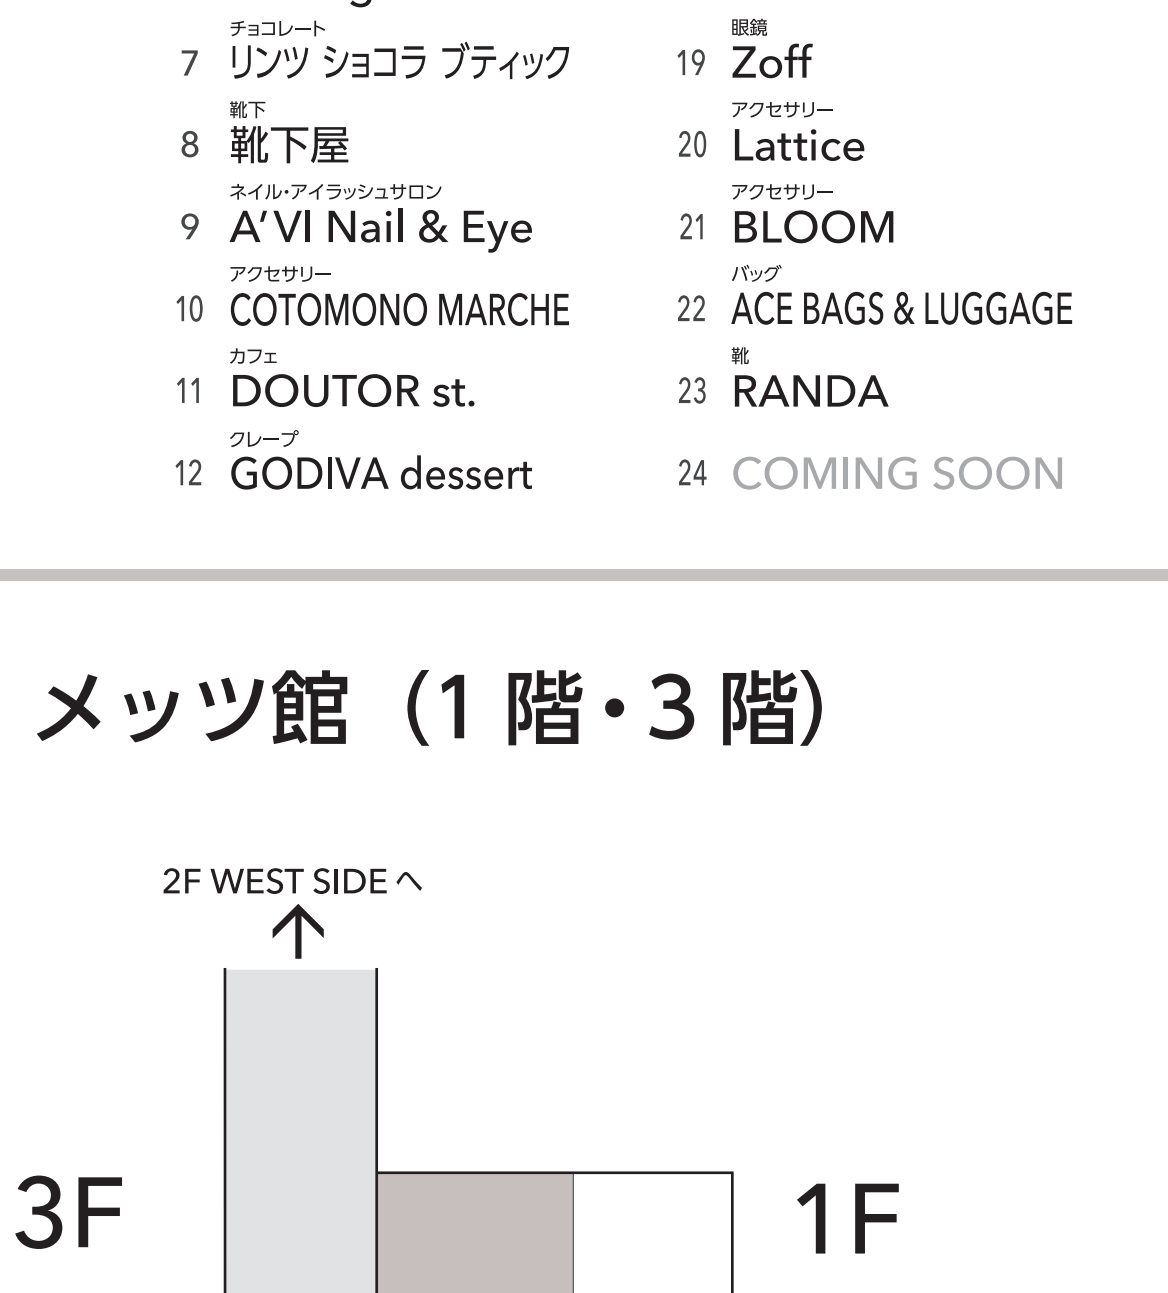 チョコレート
7 リンツ ショコラ ブティック
靴下
8 靴下屋
ネイル・アイラッシュサロン
9 A'VI Nail & Eye
アクセサリー
10 COTOMONO MARCHE
カフェ
11 DOUTOR st.
クレープ
12 GODIVA dessert
眼鏡
19 Zoff
アクセサリー
20 Lattice
アクセサリー
21 BLOOM
バッグ
22 ACE BAGS & LUGGAGE
靴
23 RANDA
24 COMING SOON
メッツ館（1階・3階）
2F WEST SIDE へ
3F
1F